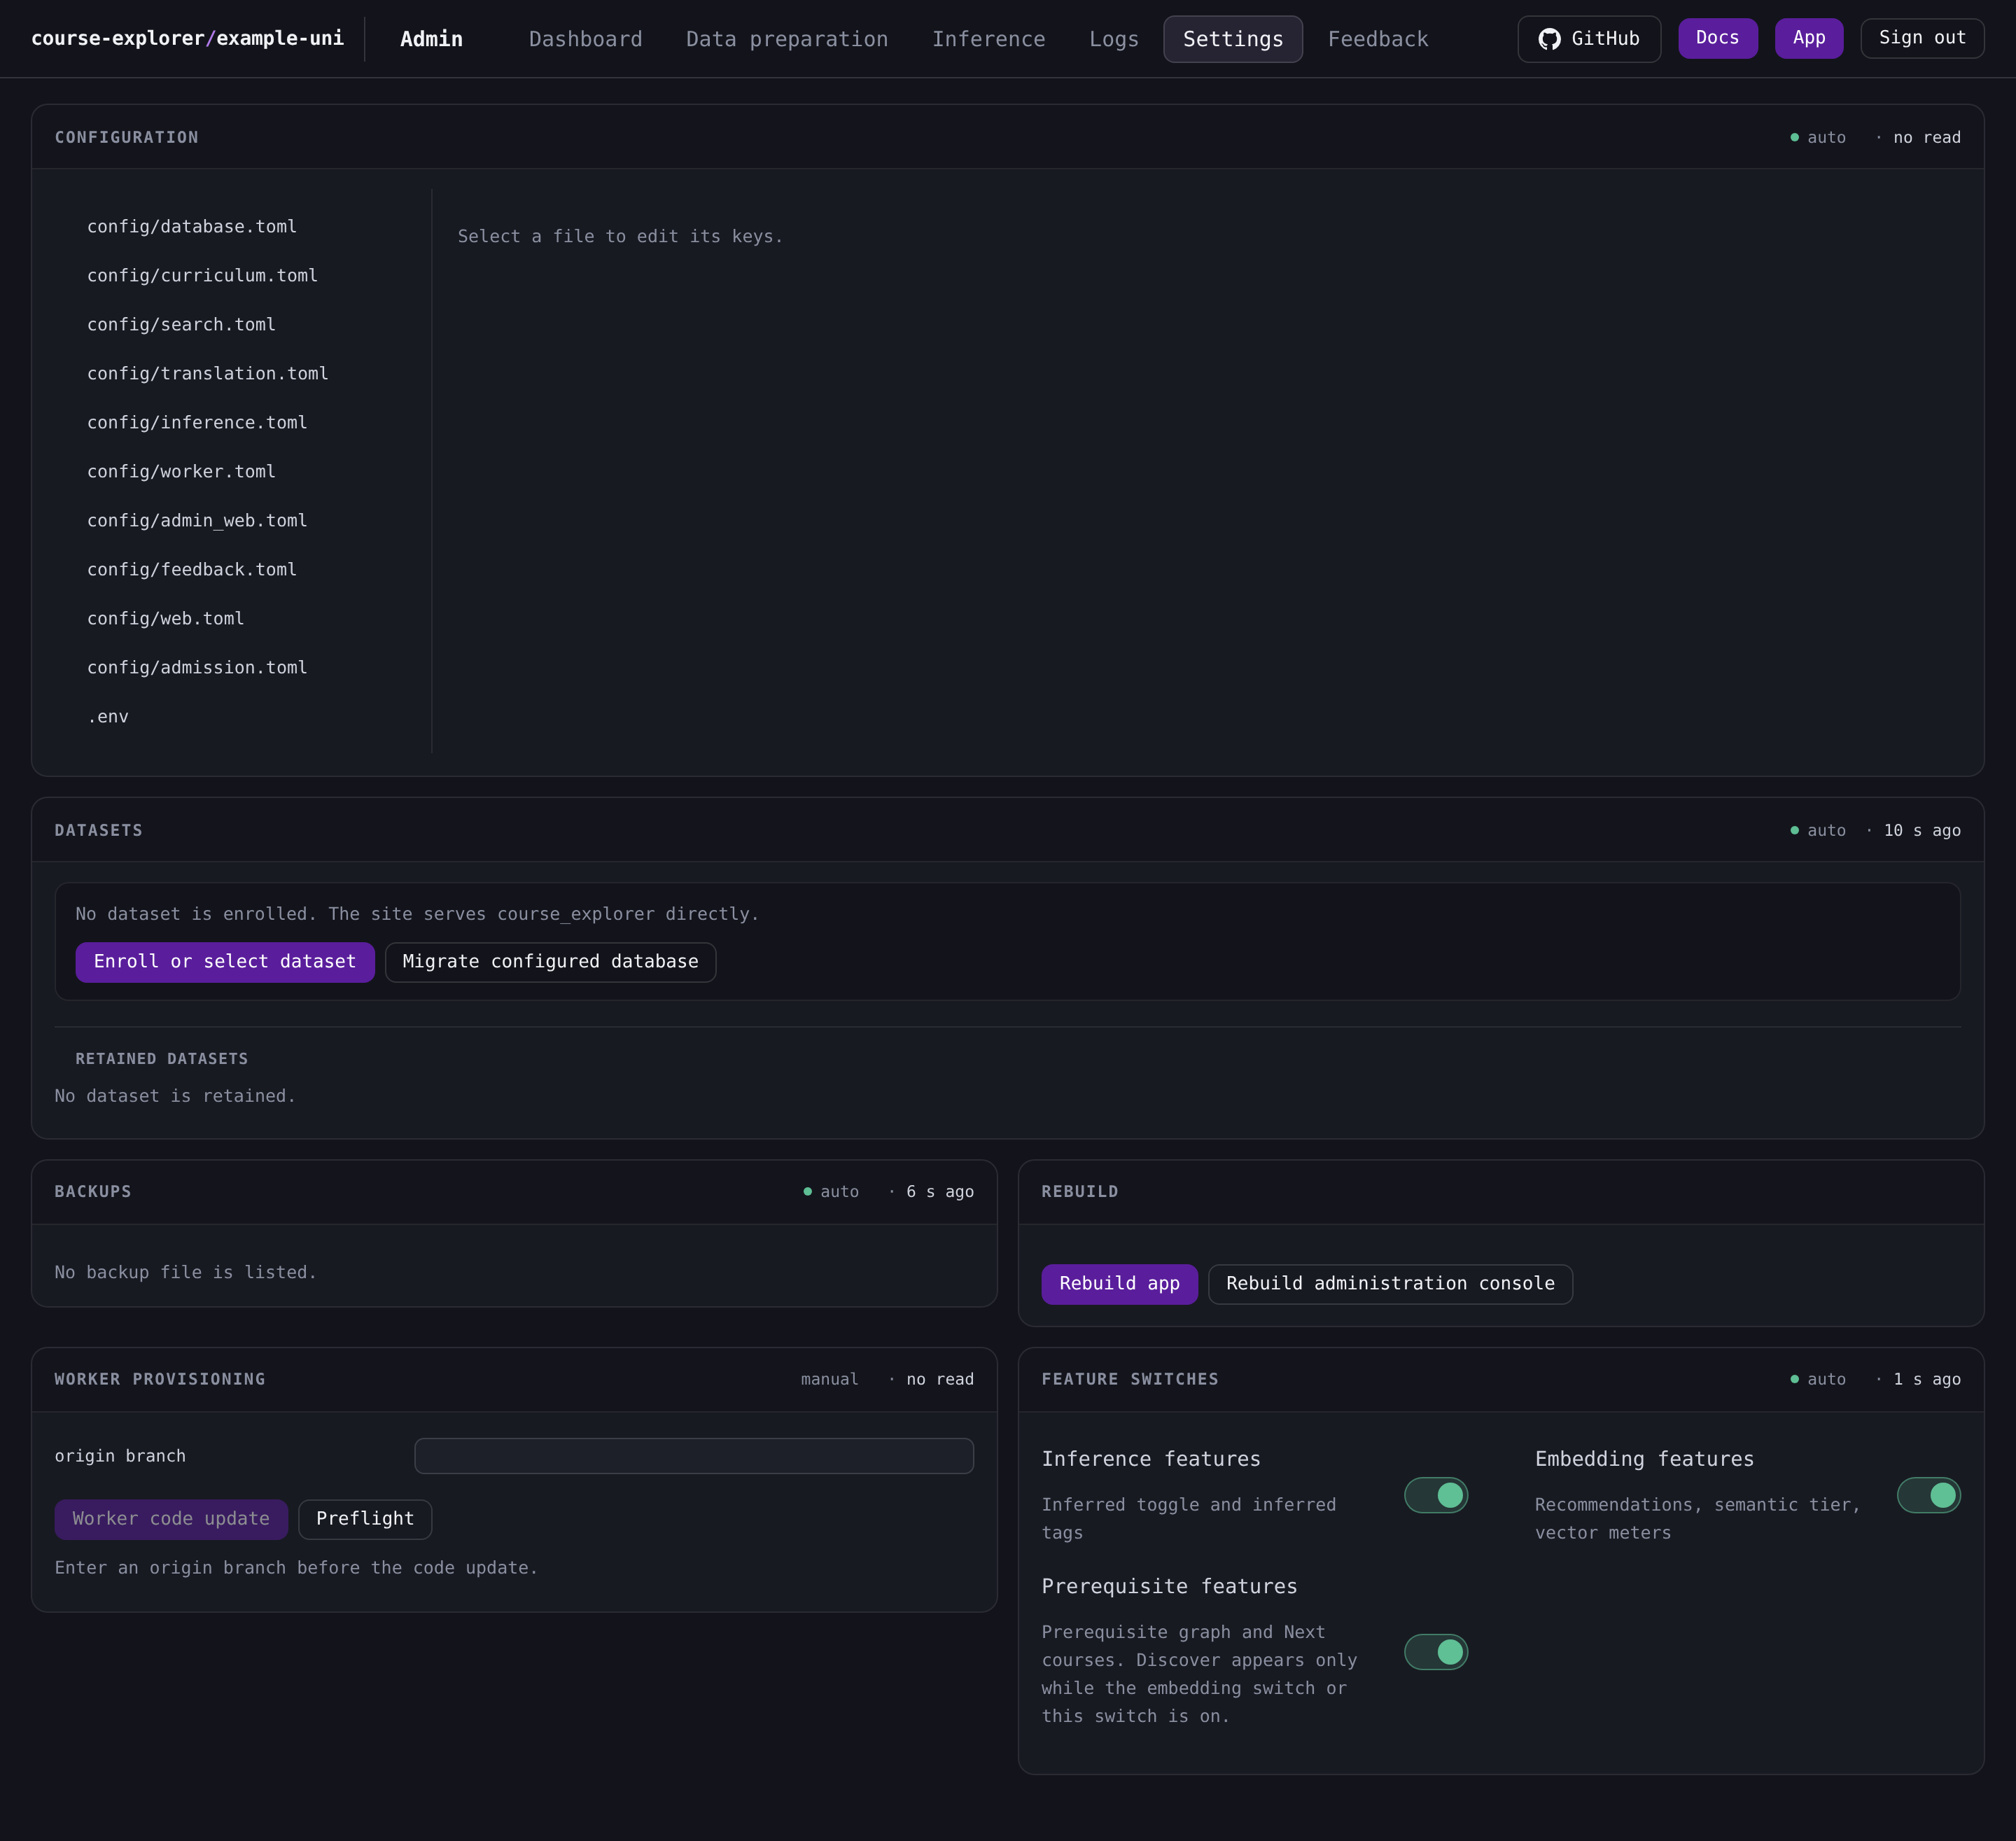 course-explorer/example-uni Admin Dashboard Data preparation Inference Logs Settings Feedback GitHub Docs App Sign out
CONFIGURATION auto · no read
config/database.toml
Select a file to edit its keys.
config/curriculum.toml
config/search.toml
config/translation.toml
config/inference.toml
config/worker.toml
config/admin_web.toml
config/feedback.toml
config/web.toml
config/admission.toml
.env
DATASETS auto · 10 s ago
No dataset is enrolled. The site serves course_explorer directly.
Enroll or select dataset Migrate configured database
RETAINED DATASETS
No dataset is retained.
BACKUPS auto · 6 s ago
No backup file is listed.
REBUILD
Rebuild app Rebuild administration console
WORKER PROVISIONING manual · no read
origin branch
Worker code update Preflight
Enter an origin branch before the code update.
FEATURE SWITCHES auto · 1 s ago
Inference features
Inferred toggle and inferred
tags
Embedding features
Recommendations, semantic tier,
vector meters
Prerequisite features
Prerequisite graph and Next
courses. Discover appears only
while the embedding switch or
this switch is on.